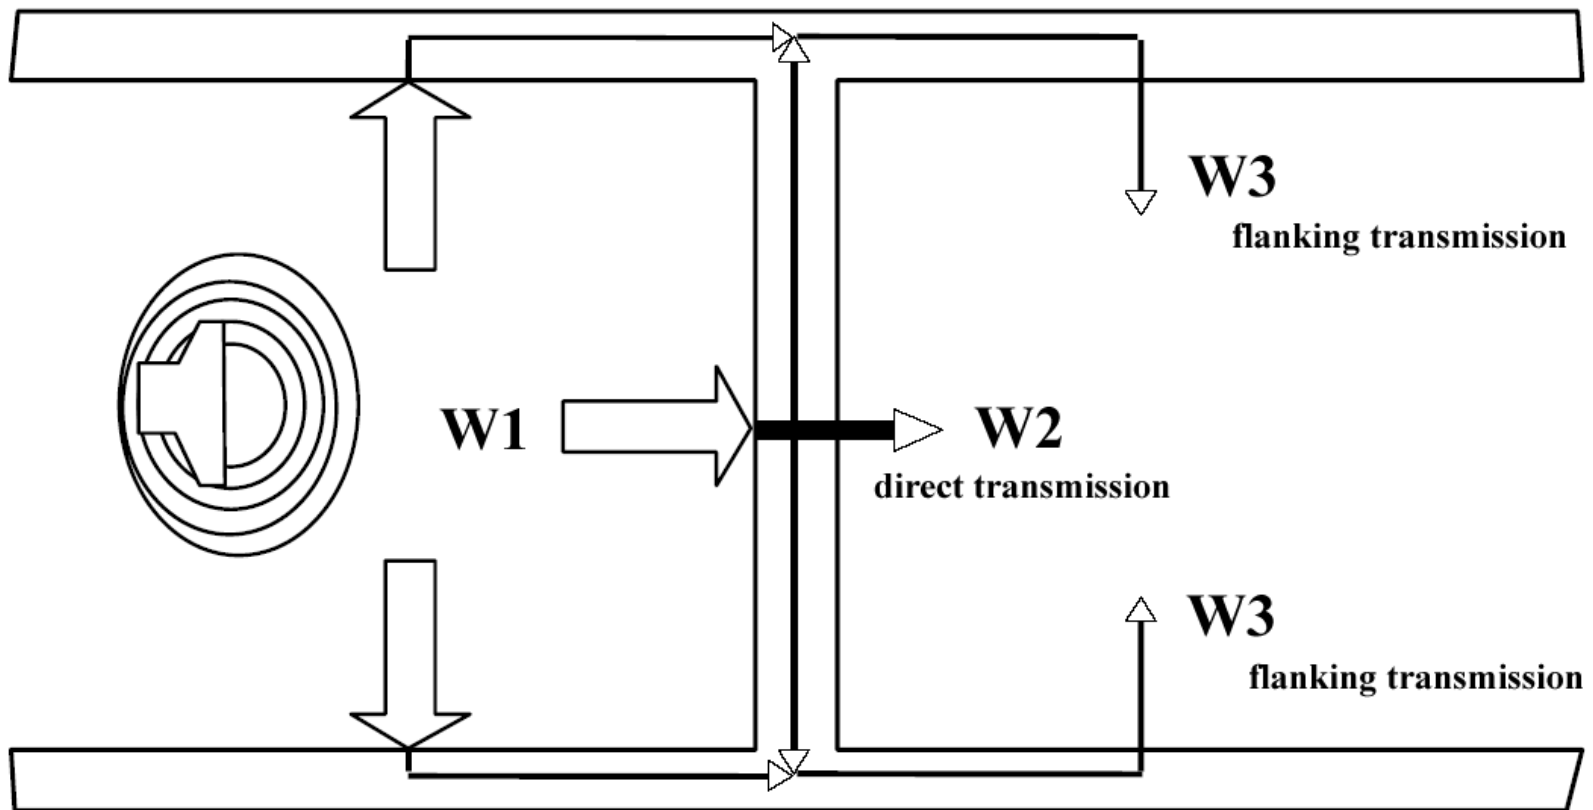 W3
flanking transmission
W1
W2
direct transmission
W3
flanking transmission